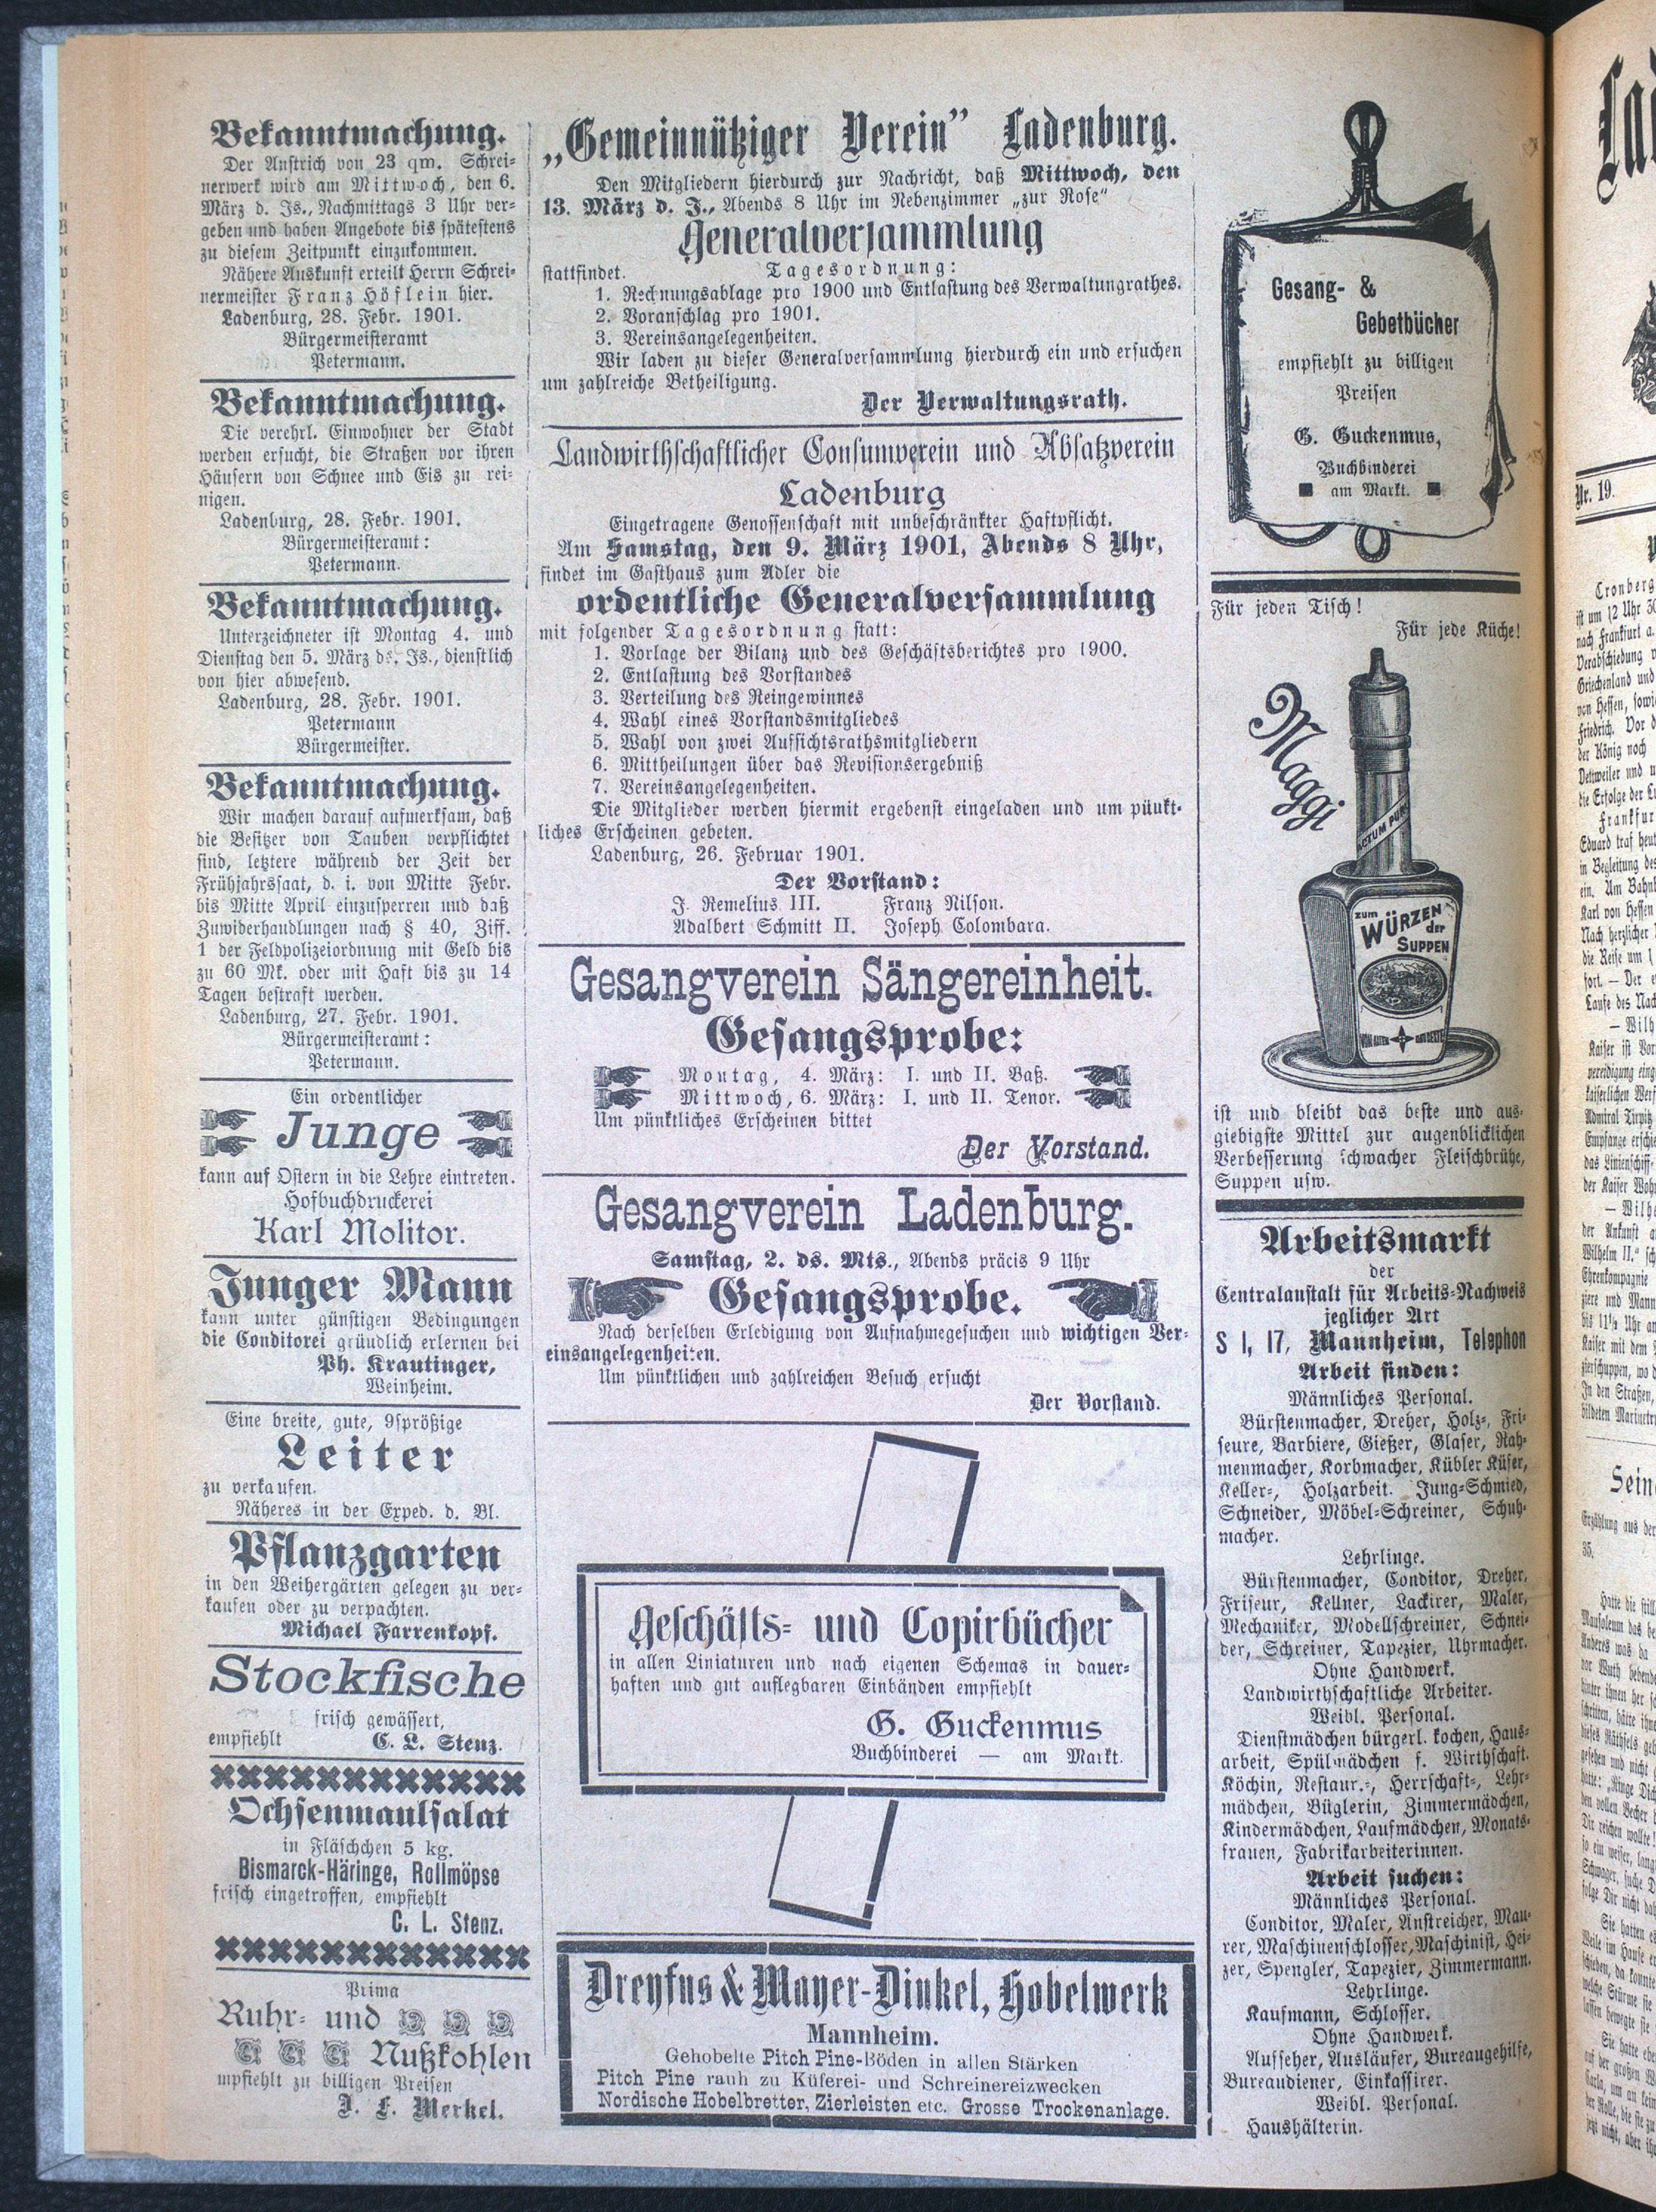 Bekanntmachung.
Der Anstrich von 23 qm. Schrei-
nerwerk wird am Mittwoch, den 6.
März d. Js., Nachmittags 3 Uhr ver-
geben und haben Angebote bis spätestens
zu diesem Zeitpunkt einzukommen.
Nähere Auskunft erteilt Herrn Schrei-
nermeister Franz Höflein hier.
Ladenburg, 28. Febr. 1901.
Bürgermeisteramt
Petermann.
Bekanntmachung.
Die verehrl. Einwohner der Stadt
werden ersucht, die Straßen vor ihren
Häusern von Schnee und Eis zu rei-
nigen.
Ladenburg, 28. Febr. 1901.
Bürgermeisteramt:
Petermann.
Bekanntmachung.
Unterzeichneter ist Montag 4. und
Dienstag den 5. März ds. Js., dienstlich
von hier abwesend.
Ladenburg, 28. Febr. 1901.
Petermann
Bürgermeister.
Bekanntmachung.
Wir machen darauf aufmerksam, daß
die Besitzer von Tauben verpflichtet
sind, letztere während der Zeit der
Frühjahrssaat, d. i. von Mitte Febr.
bis Mitte April einzusperren und daß
Zuwiderhandlungen nach § 40, Ziff.
1 der Feldpolizeiordnung mit Geld bis
zu 60 Mk. oder mit Haft bis zu 14
Tagen bestraft werden.
Ladenburg, 27. Febr. 1901.
Bürgermeisteramt:
Petermann.
Ein ordentlicher
Junge
kann auf Ostern in die Lehre eintreten.
Hofbuchdruckerei
Karl Molitor.
Junger Mann
kann unter günstigen Bedingungen
die Conditorei gründlich erlernen bei
Ph. Krautinger,
Weinheim.
Eine breite, gute, 9sprößige
Leiter
zu verkaufen.
Näheres in der Exped. d. Bl.
Pflanzgarten
in den Weihergärten gelegen zu ver-
kaufen oder zu verpachten.
Michael Farrenkopf.
Stockfische
frisch gewässert,
empfiehlt C. L. Stenz.
Ochsenmaulsalat
in Fläschchen 5 kg.
Bismarck-Häringe, Rollmöpse
frisch eingetroffen, empfiehlt
C. L. Stenz.
Prima
Ruhr- und
Nußkohlen
mpfiehlt zu billigen Preisen
J. F. Merkel.
„Gemeinnütziger Verein” Ladenburg.
Den Mitgliedern hierdurch zur Nachricht, daß Mittwoch, den
13. März d. J., Abends 8 Uhr im Nebenzimmer „zur Rose“
Generalversammlung
stattfindet. Tagesordnung:
1. Rechnungsablage pro 1900 und Entlastung des Verwaltungrathes.
2. Voranschlag pro 1901.
3. Vereinsangelegenheiten.
Wir laden zu dieser Generalversammlung hierdurch ein und ersuchen
um zahlreiche Betheiligung.
Der Verwaltungsrath.
Landwirthschaftlicher Consumverein und Absatzverein
Ladenburg
Eingetragene Genossenschaft mit unbeschränkter Haftpflicht.
Am Samstag, den 9. März 1901, Abends 8 Uhr,
findet im Gasthaus zum Adler die
ordentliche Generalversammlung
mit folgender Tagesordnung statt:
1. Vorlage der Bilanz und des Geschäftsberichtes pro 1900.
2. Entlastung des Vorstandes
3. Verteilung des Reingewinnes
4. Wahl eines Vorstandsmitgliedes
5. Wahl von zwei Aufsichtsrathsmitgliedern
6. Mittheilungen über das Revisionsergebniß
7. Vereinsangelegenheiten.
Die Mitglieder werden hiermit ergebenst eingeladen und um püukt-
liches Erscheinen gebeten.
Ladenburg, 26. Februar 1901.
Der Vorstand:
J. Remelius III. Franz Nilson.
Adalbert Schmitt II. Joseph Colombara.
Gesangverein Sängereinheit.
Gesangsprobe:
Montag, 4. März: I. und II. Baß.
Mittwoch, 6. März: I. und II. Tenor.
Um pünktliches Erscheinen bittet
Der Vorstand.
Gesangverein Ladenburg.
Samstag, 2. ds. Mts., Abends präcis 9 Uhr
Gesangsprobe.
Nach derselben Erledigung von Aufnahmegesuchen und wichtigen Ver-
einsangelegenheiten.
Um pünktlichen und zahlreichen Besuch ersucht
Der Vorstand.
Geschäfts- und Copirbücher
in allen Liniaturen und nach eigenen Schemas in dauer-
haften und gut auflegbaren Einbänden empfiehlt
G. Guckenmus
Buchbinderei — am Markt.
Dreyfus & Mayer-Dinkel, Hobelwerk
Mannheim.
Gehobelte Pitch Pine-Böden in allen Stärken
Pitch Pine rauh zu Küferei- und Schreinereizwecken
Nordische Hobelbretter, Zierleisten etc. Grosse Trockenanlage.
Gesang- &
Gebetbücher
empfiehlt zu billigen
Preisen
G. Guckenmus,
Buchbinderei
am Markt.
Für jeden Tisch!
Für jede Küche!
Maggi
zum
WÜRZEN
der
SUPPEN
ist und bleibt das beste und aus-
giebigste Mittel zur augenblicklichen
Verbesserung schwacher Fleischbrühe,
Suppen usw.
Arbeitsmarkt
der
Centralanstalt für Arbeits-Nachweis
jeglicher Art
S 1, 17, Mannheim, Telephon
Arbeit finden:
Männliches Personal.
Bürstenmacher, Dreher, Holz-, Fri-
seure, Barbiere, Gießer, Glaser, Rah-
menmacher, Korbmacher, Kübler Küfer,
Keller-, Holzarbeit. Jung-Schmied,
Schneider, Möbel-Schreiner, Schuh-
macher.
Lehrlinge.
Bürstenmacher, Conditor, Dreher,
Friseur, Kellner, Lackirer, Maler,
Mechaniker, Modellschreiner, Schnei-
der, Schreiner, Tapezier, Uhrmacher.
Ohne Handwerk.
Landwirthschaftliche Arbeiter.
Weibl. Personal.
Dienstmädchen bürgerl. kochen, Haus-
arbeit, Spülmädchen f. Wirthschaft.
Köchin, Restaur.-, Herrschaft-, Lehr-
mädchen, Büglerin, Zimmermädchen,
Kindermädchen, Laufmädchen, Monats-
frauen, Fabrikarbeiterinnen.
Arbeit suchen:
Männliches Personal.
Conditor, Maler, Anstreicher, Mau-
rer, Maschinenschlosser, Maschinist, Hei-
zer, Spengler, Tapezier, Zimmermann.
Lehrlinge.
Kaufmann, Schlosser.
Ohne Handwerk.
Aufseher, Ausläufer, Bureaugehilfe,
Bureaudiener, Einkassirer.
Weibl. Personal.
Haushälterin.
Nr. 19.